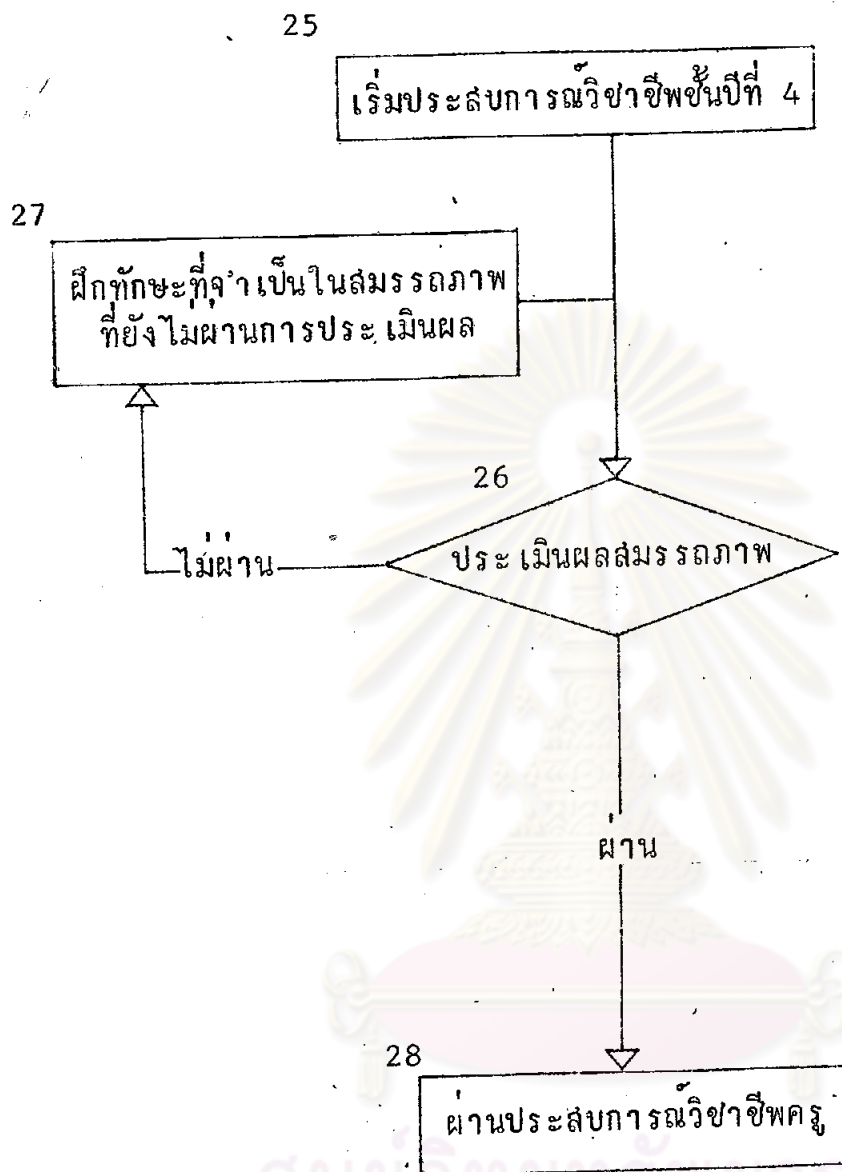 25
เริ่มประสบการณ์วิชาชีพชั้นปีที่ 4
27
ฝึกทักษะที่จำเป็นในสมรรถภาพ
ที่ยังไม่ผ่านการประเมินผล
26
ประเมินผลสมรรถภาพ
ไม่ผ่าน
ผ่าน
28
ผ่านประสบการณ์วิชาชีพครู